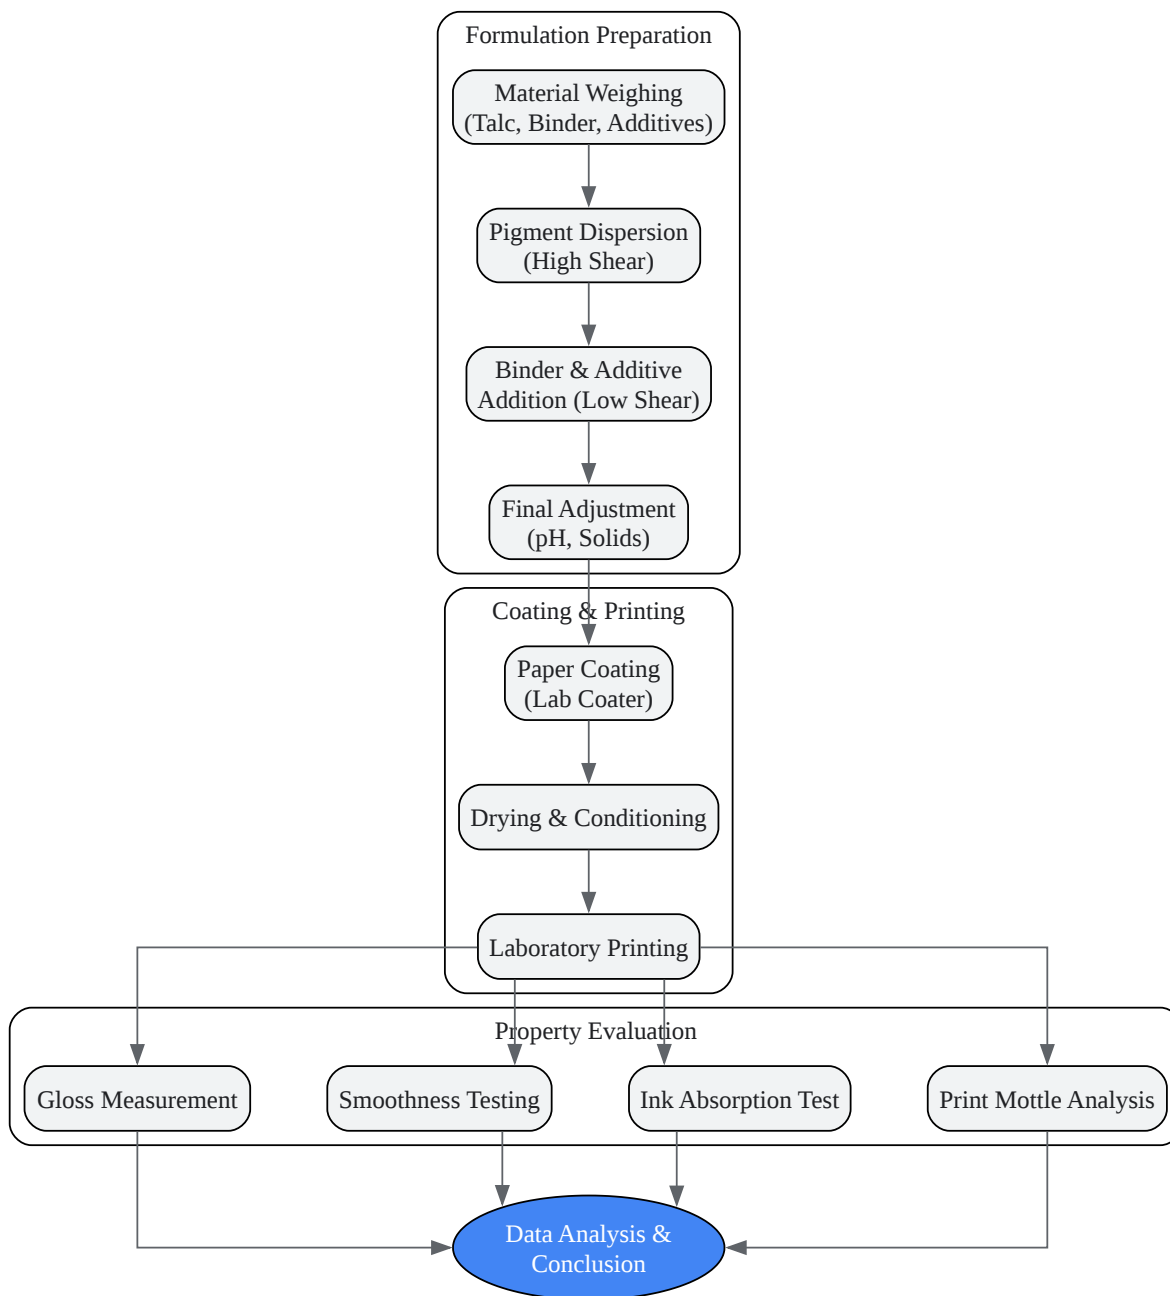 Formulation Preparation
Material Weighing
(Talc, Binder, Additives)
Pigment Dispersion
(High Shear)
Binder & Additive
Addition (Low Shear)
Final Adjustment
(pH, Solids)
Coating & Printing
Paper Coating
(Lab Coater)
Drying & Conditioning
Laboratory Printing
Property Evaluation
Gloss Measurement
Smoothness Testing
Ink Absorption Test
Print Mottle Analysis
Data Analysis &
Conclusion